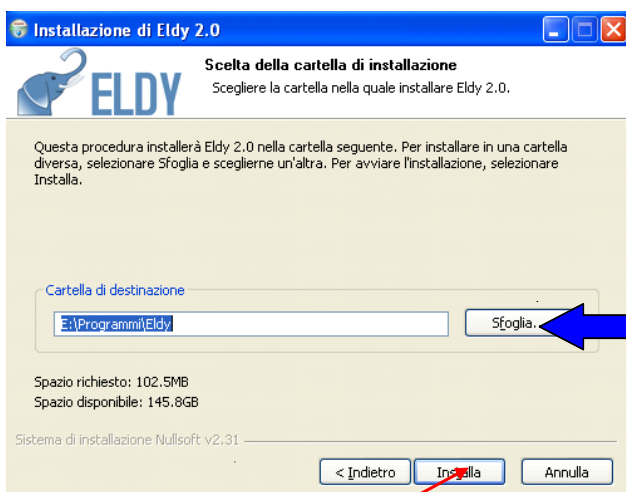 Installazione di Eldy 2.0
ELDY
Scelta della cartella di installazione
Scegliere la cartella nella quale installare Eldy 2.0.
Questa procedura installerà Eldy 2.0 nella cartella seguente. Per installare in una cartella
diversa, selezionare Sfoglia e sceglierne un'altra. Per avviare l'installazione, selezionare
Installa.
Cartella di destinazione
E:\Programmi\Eldy
Sfoglia...
Spazio richiesto: 102.5MB
Spazio disponibile: 145.8GB
Sistema di installazione Nullsoft v2.31
< Indietro
Installa
Annulla